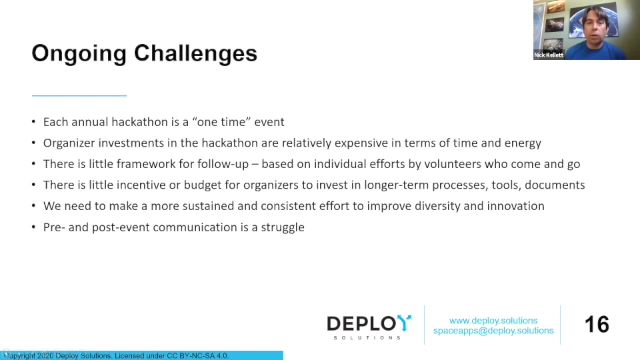 Ongoing Challenges
Nick Kellett
• Each annual hackathon is a “one time” event
• Organizer investments in the hackathon are relatively expensive in terms of time and energy
• There is little framework for follow-up – based on individual efforts by volunteers who come and go
• There is little incentive or budget for organizers to invest in longer-term processes, tools, documents
• We need to make a more sustained and consistent effort to improve diversity and innovation
• Pre- and post-event communication is a struggle
DEPLOY
SOLUTIONS
www.deploy.solutions
spaceapps@deploy.solutions
16
Copyright 2020 Deploy Solutions. Licensed under CC BY-NC-SA 4.0.